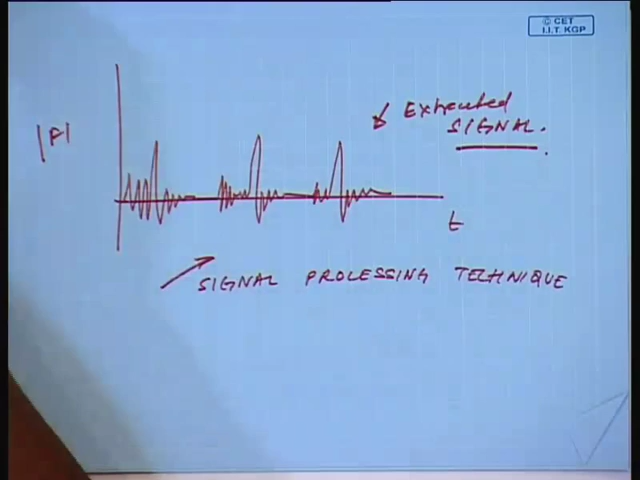 © CET
I.I.T. KGP
Extracted
SIGNAL.
|P|
t
SIGNAL PROCESSING TECHNIQUE